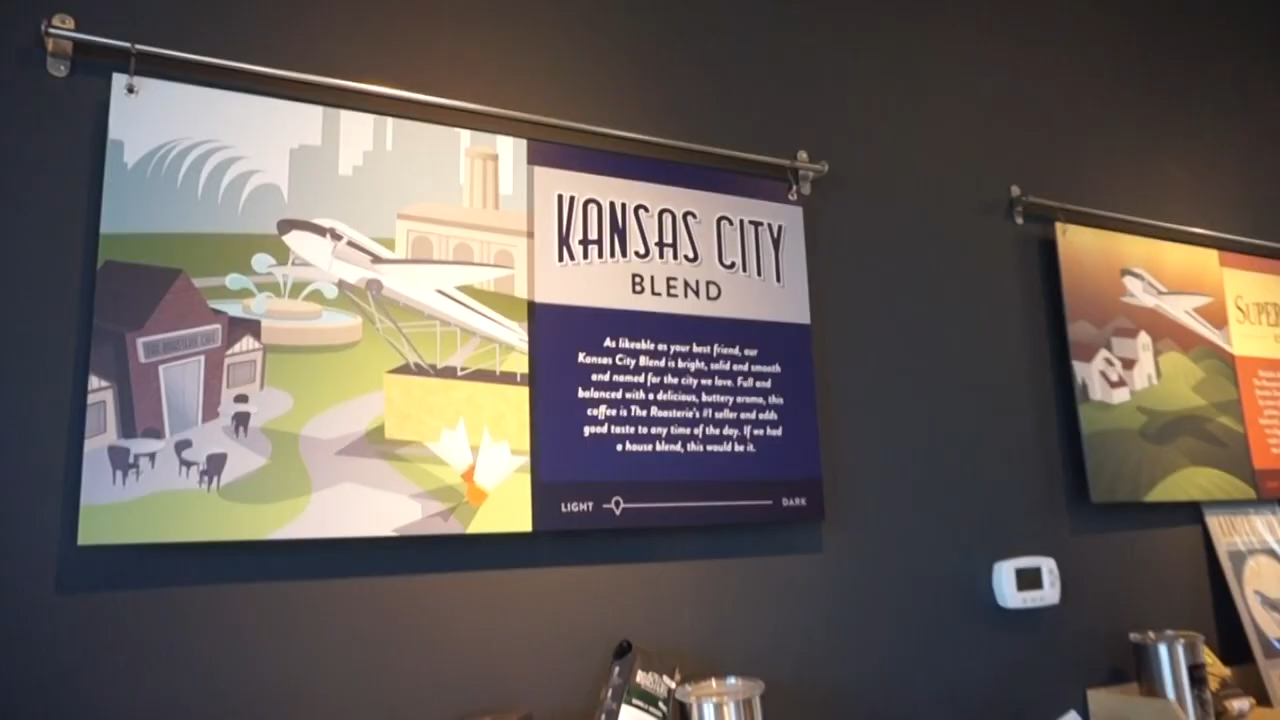 KANSAS CITY
BLEND
As likeable as your best friend, our
Kansas City Blend is bright, solid and smooth
and named for the city we love. Full and
balanced with a delicious, buttery aroma, this
coffee is The Roasterie's #1 seller and adds
good taste to any time of the day. If we had
a house blend, this would be it.
LIGHT DARK
THE ROASTERIE CAFE